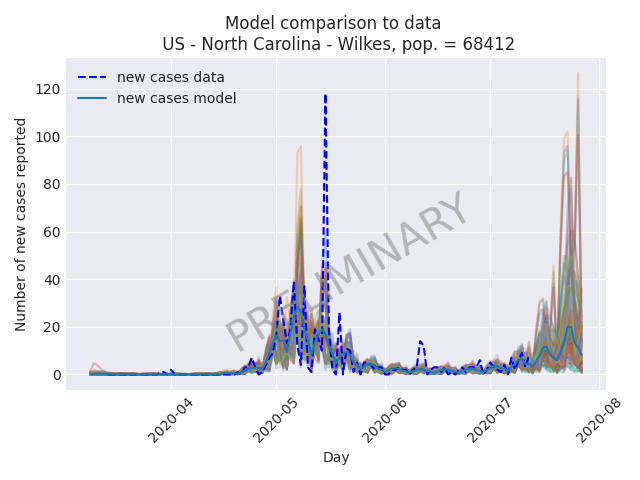 Model comparison to data
US - North Carolina - Wilkes, pop. = 68412
new cases data
new cases model
Number of new cases reported
120
100
80
60
40
20
0
PRELIMINARY
2020-04
2020-05
2020-06
2020-07
2020-08
Day